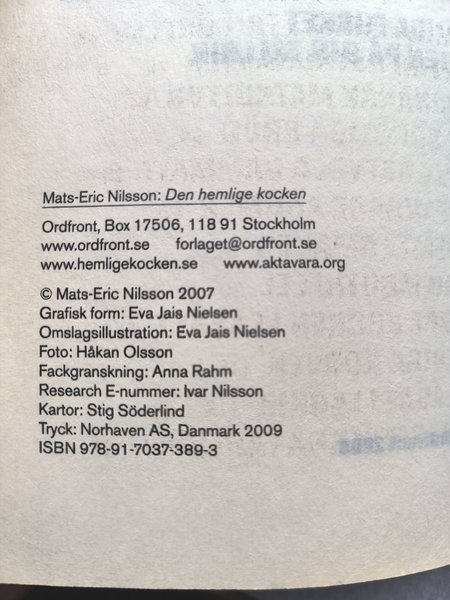 Mats-Eric Nilsson: Den hemlige kocken
Ordfront, Box 17506, 118 91 Stockholm
www.ordfront.se forlaget@ordfront.se
www.hemligekocken.se www.aktavara.org
© Mats-Eric Nilsson 2007
Grafisk form: Eva Jais Nielsen
Omslagsillustration: Eva Jais Nielsen
Foto: Håkan Olsson
Fackgranskning: Anna Rahm
Research E-nummer: Ivar Nilsson
Kartor: Stig Söderlind
Tryck: Norhaven AS, Danmark 2009
ISBN 978-91-7037-389-3